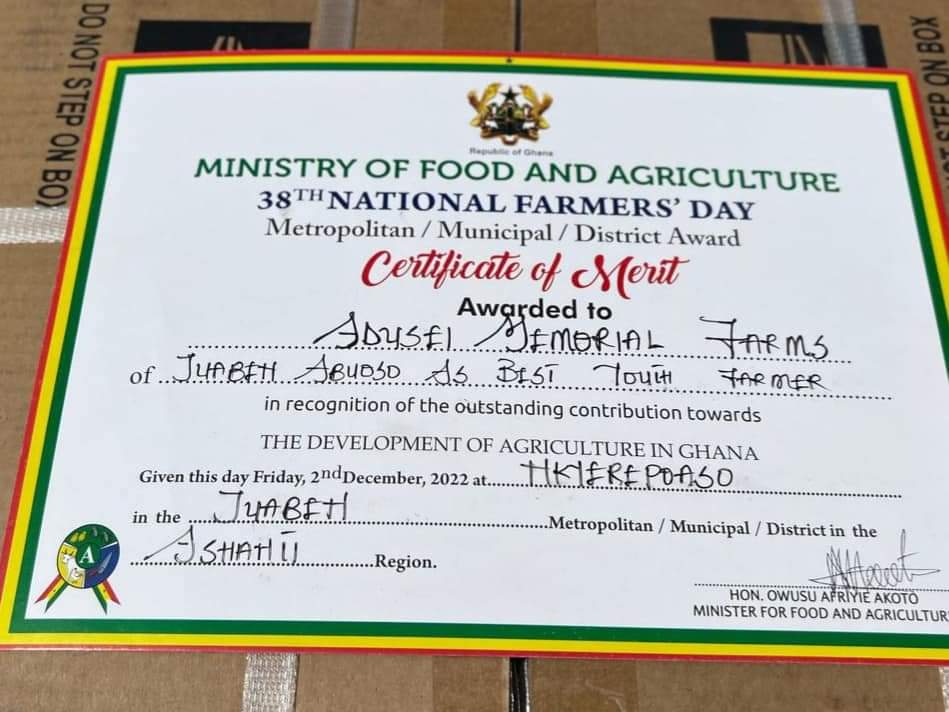 DO NOT STEP ON BOX
STEP ON BOX
Republic of Ghana
MINISTRY OF FOOD AND AGRICULTURE
38TH NATIONAL FARMERS' DAY
Metropolitan / Municipal / District Award
Certificate of Merit
Awarded to
ADUSEI MEMORIAL FARMS
of JUABEN ABUOSO AS BEST YOUTH FARMER
in recognition of the outstanding contribution towards
THE DEVELOPMENT OF AGRICULTURE IN GHANA
Given this day Friday, 2nd December, 2022 at NKYEREPOASO
in the JUABEN Metropolitan / Municipal / District in the
ASHANTI Region.
A
HON. OWUSU AFRIYIE AKOTO
MINISTER FOR FOOD AND AGRICULTUR